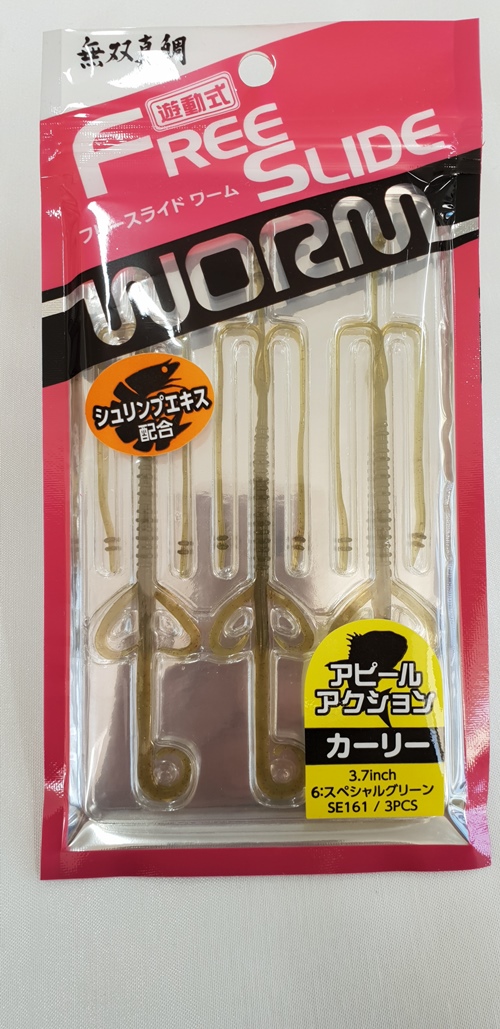 無双真鯛
遊動式
FREE
SLIDE
フリースライド ワーム
WORM
シュリンプエキス
配合
アピール
アクション
カーリー
3.7inch
6:スペシャルグリーン
SE161 / 3PCS